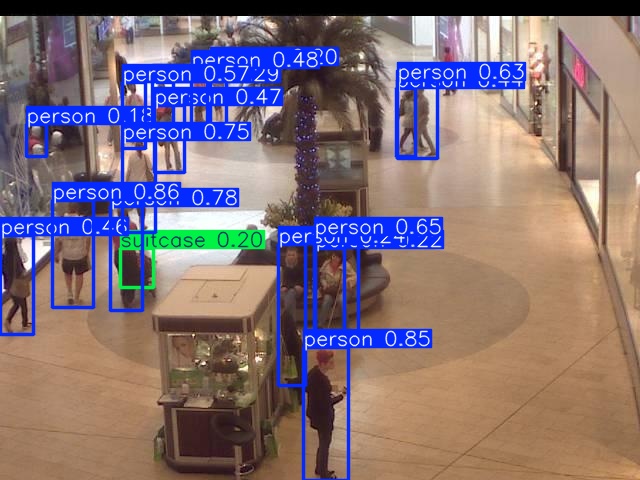 person 0.48
person 0.57
29
person 0.63
person 0.47
person 0.18
person 0.75
person 0.86
0.78
person 0.46
person 0.65
suitcase 0.20
person 0.85